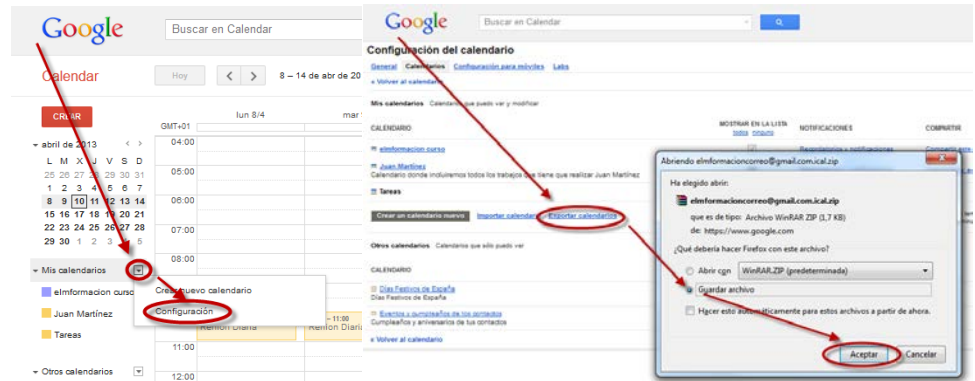 Google
Buscar en Calendar
Calendar
Hoy
8 – 14 de abr de 20
CREAR
lun 8/4
mar
GMT+01
abril de 2013
L M X J V S D
25 26 27 28 29 30 31
1 2 3 4 5 6 7
8 9 10 11 12 13 14
15 16 17 18 19 20 21
22 23 24 25 26 27 28
29 30 1 2 3 4 5
04:00
05:00
06:00
07:00
08:00
Mis calendarios
elmformacion curso
Juan Martínez
Tareas
Crear nuevo calendario
Configuración
– 11:00
Reniion Diaria
Reniion Diaria
11:00
Otros calendarios
12:00
Google
Buscar en Calendar
Configuración del calendario
General Calendarios Configuración para móviles Labs
« Volver al calendario
Mis calendarios Calendarios que puedo ver y modificar
CALENDARIO
MOSTRAR EN LA LISTA
todos ninguno
NOTIFICACIONES
COMPARTIR
elmformacion curso
Recordatorios y notificaciones
Juan Martínez
Calendario donde incluiremos todos los trabajos que tiene que realizar Juan Martínez
Tareas
Crear un calendario nuevo Importar calendario Exportar calendarios
Otros calendarios Calendarios que sólo puedo ver
CALENDARIO
Días Festivos de España
Días Festivos de España
Eventos y cumpleaños de tus contactos
Cumpleaños y aniversarios de tus contactos
« Volver al calendario
Abriendo elmformacioncorreo@gmail.com.ical.zip
Ha elegido abrir:
elmformacioncorreo@gmail.com.ical.zip
que es de tipo: Archivo WinRAR ZIP (1,7 KB)
de: https://www.google.com
¿Qué debería hacer Firefox con este archivo?
Abrir con WinRAR.ZIP (predeterminada)
Guardar archivo
Hacer esto automáticamente para estos archivos a partir de ahora.
Aceptar
Cancelar